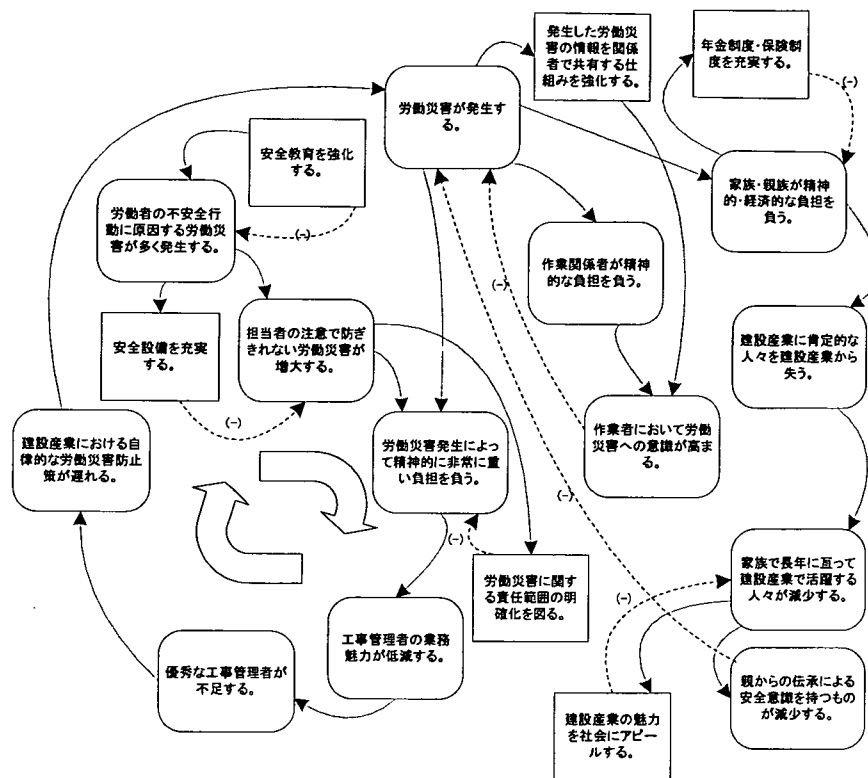 発生した労働災
害の情報を関係
者で共有する仕
組みを強化する。
年金制度・保険制
度を充実する。
(-)
労働災害が発生す
る。
安全教育を強化
する。
家族・親族が精神
的・経済的な負担を
負う。
労働者の不安全行
動に原因する労働災
害が多く発生する。
(-)
作業関係者が精神
的な負担を負う。
(-)
安全設備を充実
する。
担当者の注意で防ぎ
きれない労働災害が
増大する。
建設産業に肯定的な
人々を建設産業から
失う。
(-)
建設産業における自
律的な労働災害防止
策が遅れる。
労働災害発生によっ
て精神的に非常に重
い負担を負う。
作業者において労働
災害への意識が高ま
る。
(-)
(-)
労働災害に関す
る責任範囲の明
確化を図る。
家族で長年に亙って
建設産業で活躍する
人々が減少する。
(-)
工事管理者の業務
魅力が低減する。
優秀な工事管理者が
不足する。
親からの伝承による
安全意識を持つもの
が減少する。
建設産業の魅力
を社会にアピー
ルする。